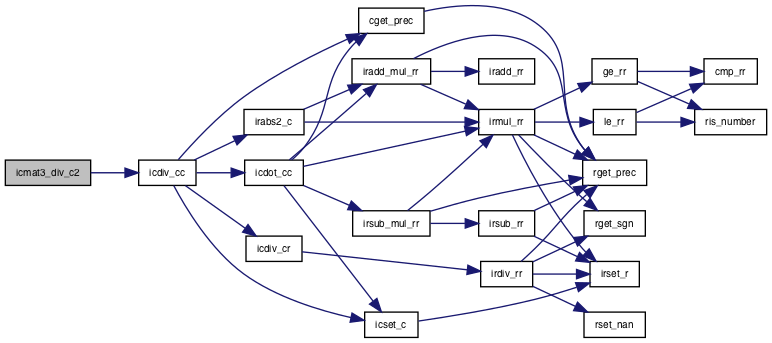 icmat3_div_c2
icdiv_cc
cget_prec
irabs2_c
icdot_cc
icdiv_cr
iradd_mul_rr
irsub_mul_rr
icset_c
iradd_rr
irmul_rr
irsub_rr
irdiv_rr
ge_rr
le_rr
rget_prec
rget_sgn
irset_r
rset_nan
cmp_rr
ris_number